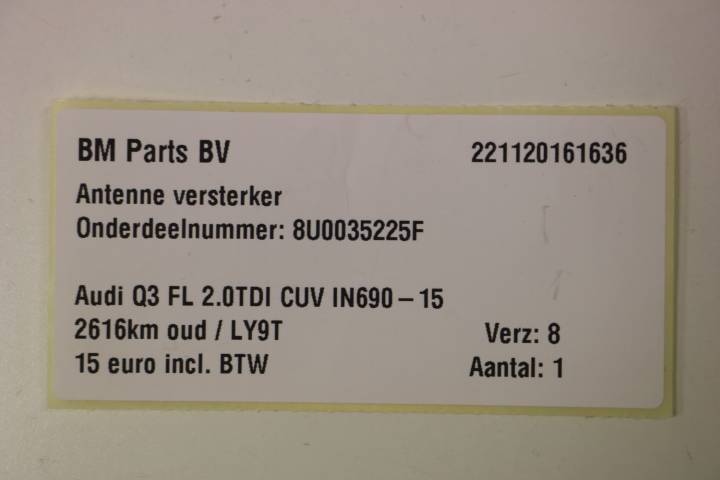 BM Parts BV 221120161636
Antenne versterker
Onderdeelnummer: 8U0035225F
Audi Q3 FL 2.0TDI CUV IN690 – 15
2616km oud / LY9T Verz: 8
15 euro incl. BTW Aantal: 1